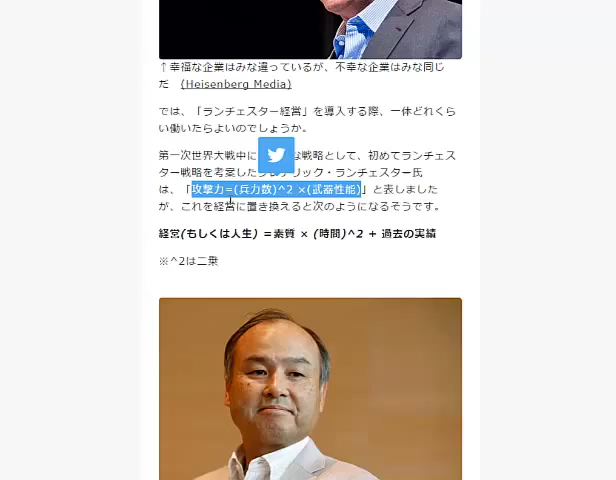 ↑幸福な企業はみな違っているが、不幸な企業はみな同じ
だ (Heisenberg Media)
では、「ランチェスター経営」を導入する際、一体どれくら
い働いたらよいのでしょうか。
第一次世界大戦中に な戦略として、初めてランチェス
ター戦略を考案した リック・ランチェスター氏
は、「攻撃力=(兵力数)^2 ×(武器性能)」と表しました
が、これを経営に置き換えると次のようになるそうです。
経営(もしくは人生) = 素質 × (時間)^2 + 過去の実績
※^2は二乗